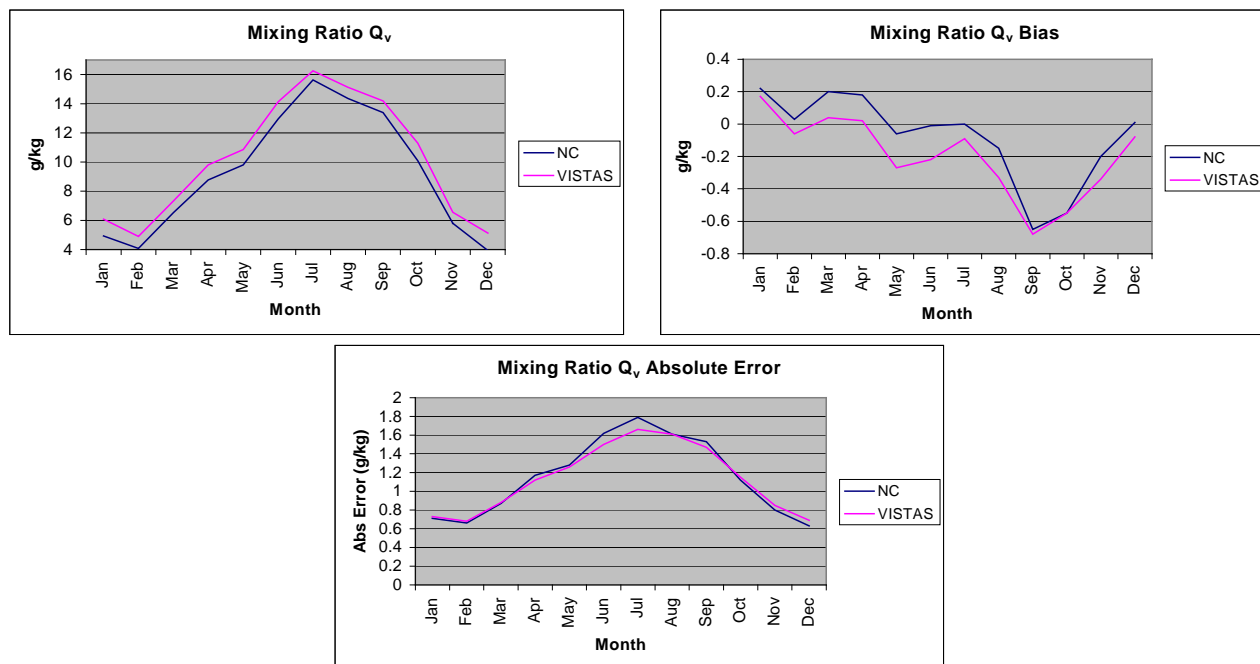 Mixing Ratio Qv
16
14
12
10
8
6
4
g/kg
Jan Feb Mar Apr May Jun Jul Aug Sep Oct Nov Dec
Month
NC
VISTAS
Mixing Ratio Qv Bias
0.4
0.2
0
-0.2
-0.4
-0.6
-0.8
g/kg
Jan Feb Mar Apr May Jun Jul Aug Sep Oct Nov Dec
Month
NC
VISTAS
Mixing Ratio Qv Absolute Error
2
1.8
1.6
1.4
1.2
1
0.8
0.6
0.4
0.2
0
Abs Error (g/kg)
Jan Feb Mar Apr May Jun Jul Aug Sep Oct Nov Dec
Month
NC
VISTAS